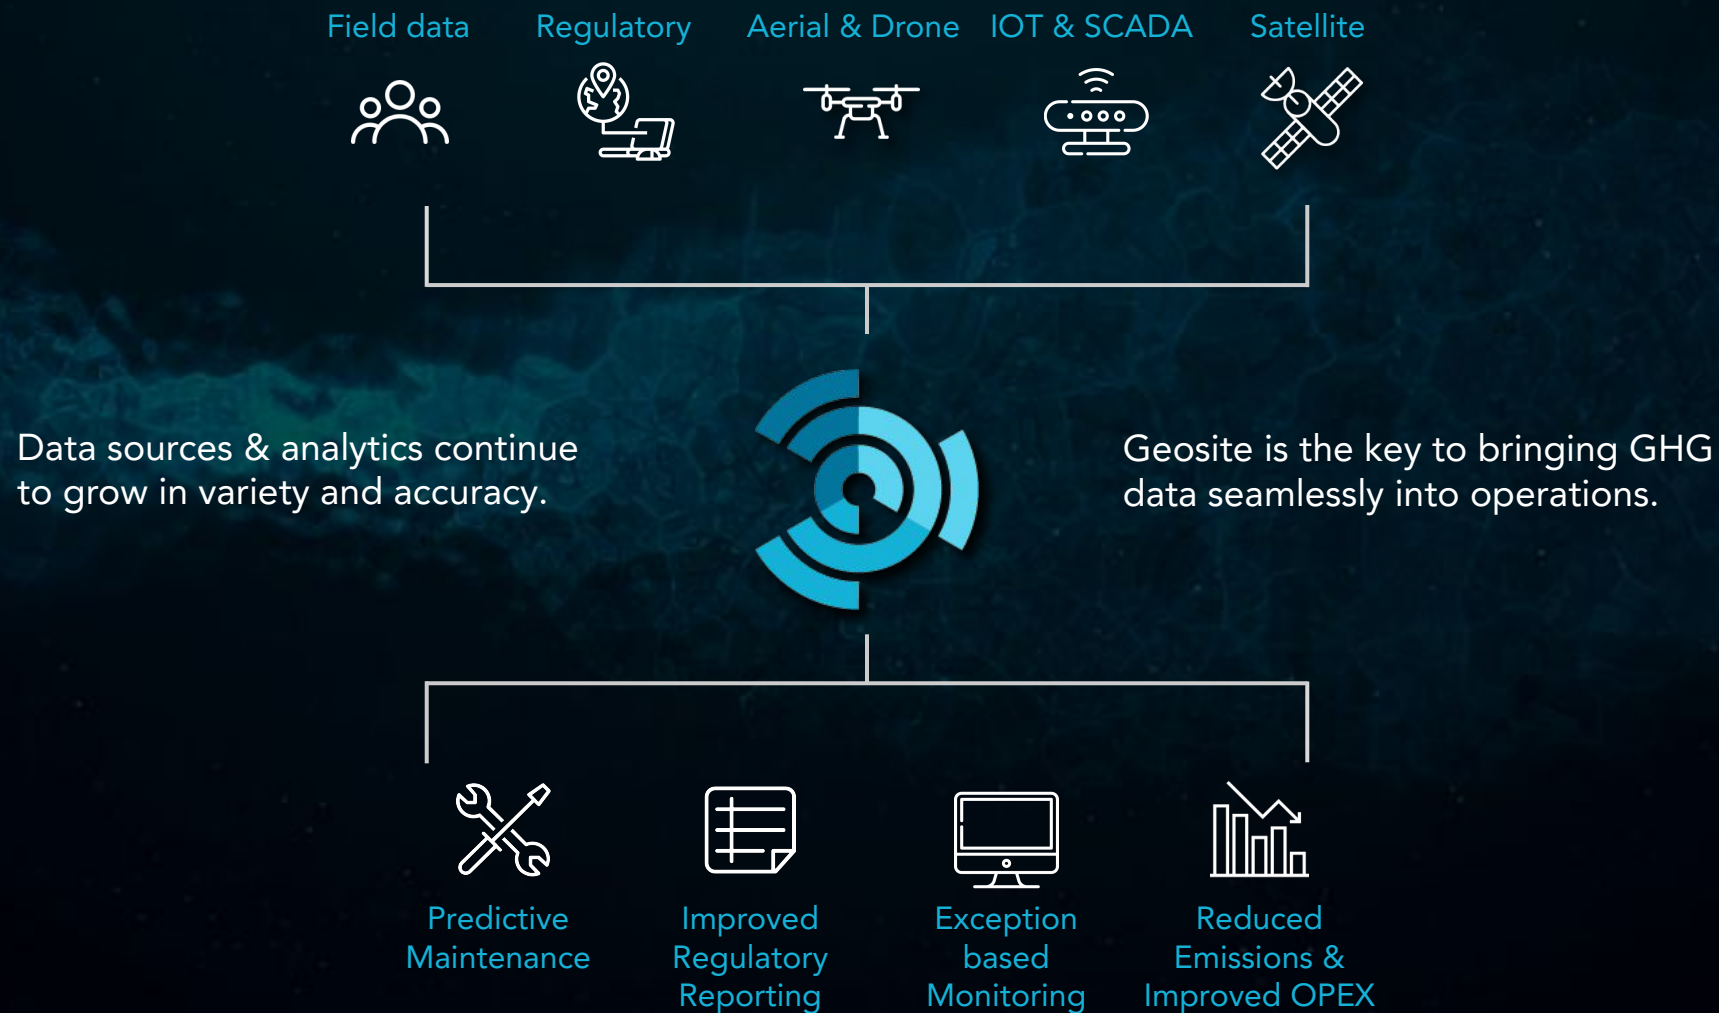 Field data
Regulatory
Aerial & Drone
IOT & SCADA
Satellite
Data sources & analytics continue
to grow in variety and accuracy.
Geosite is the key to bringing GHG
data seamlessly into operations.
Predictive
Maintenance
Improved
Regulatory
Reporting
Exception
based
Monitoring
Reduced
Emissions &
Improved OPEX